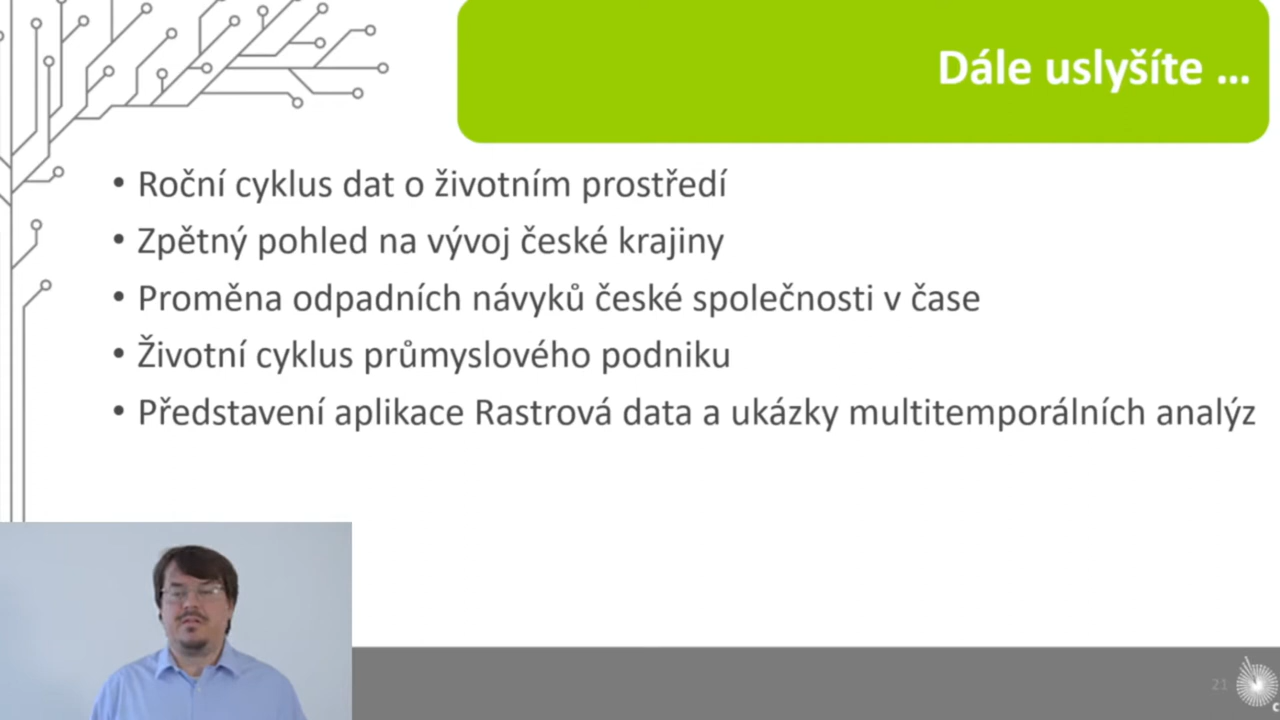 Dále uslyšíte ...
• Roční cyklus dat o životním prostředí
• Zpětný pohled na vývoj české krajiny
• Proměna odpadních návyků české společnosti v čase
• Životní cyklus průmyslového podniku
• Představení aplikace Rastrová data a ukázky multitemporálních analýz
21